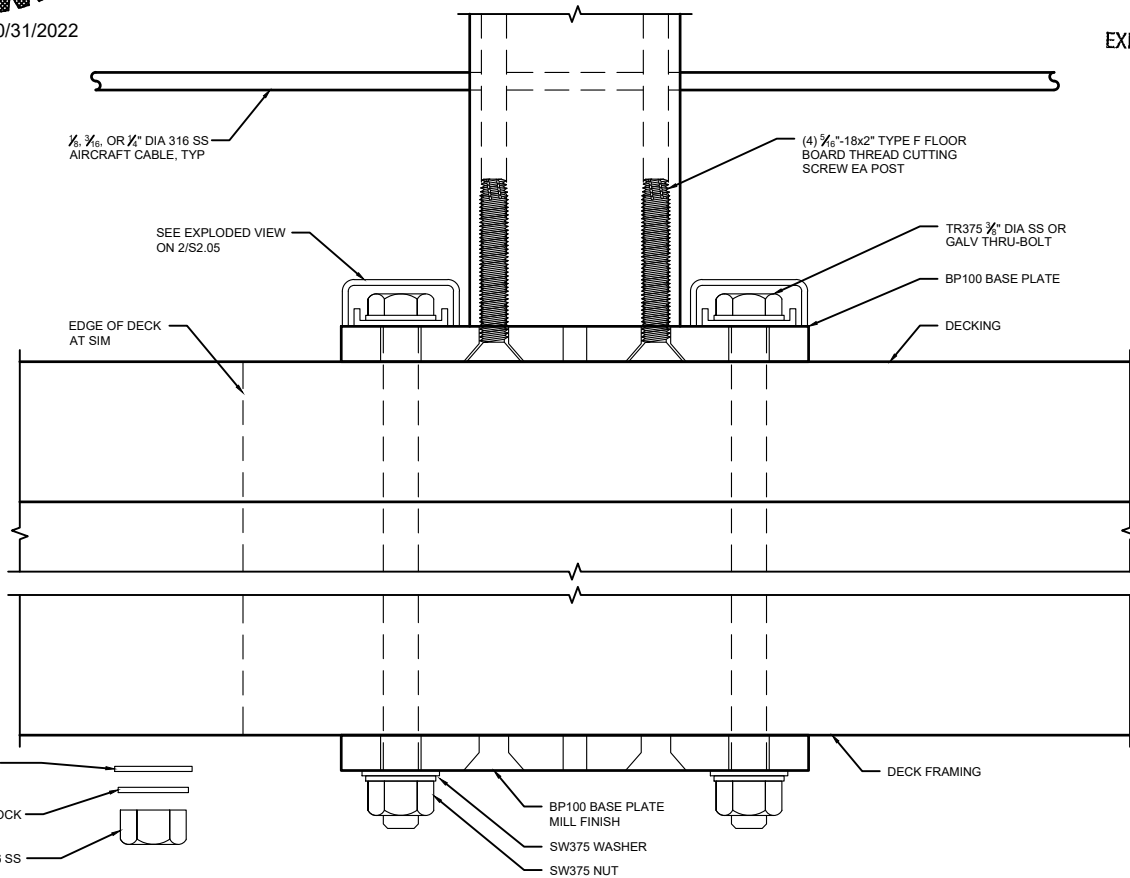 0/31/2022
EXI
⅛, 3⁄16, OR ¼" DIA 316 SS
AIRCRAFT CABLE, TYP
(4) 5⁄16"-18x2" TYPE F FLOOR
BOARD THREAD CUTTING
SCREW EA POST
SEE EXPLODED VIEW
ON 2/S2.05
TR375 ⅜" DIA SS OR
GALV THRU-BOLT
BP100 BASE PLATE
EDGE OF DECK
AT SIM
DECKING
DECK FRAMING
OCK
SS
BP100 BASE PLATE
MILL FINISH
SW375 WASHER
SW375 NUT